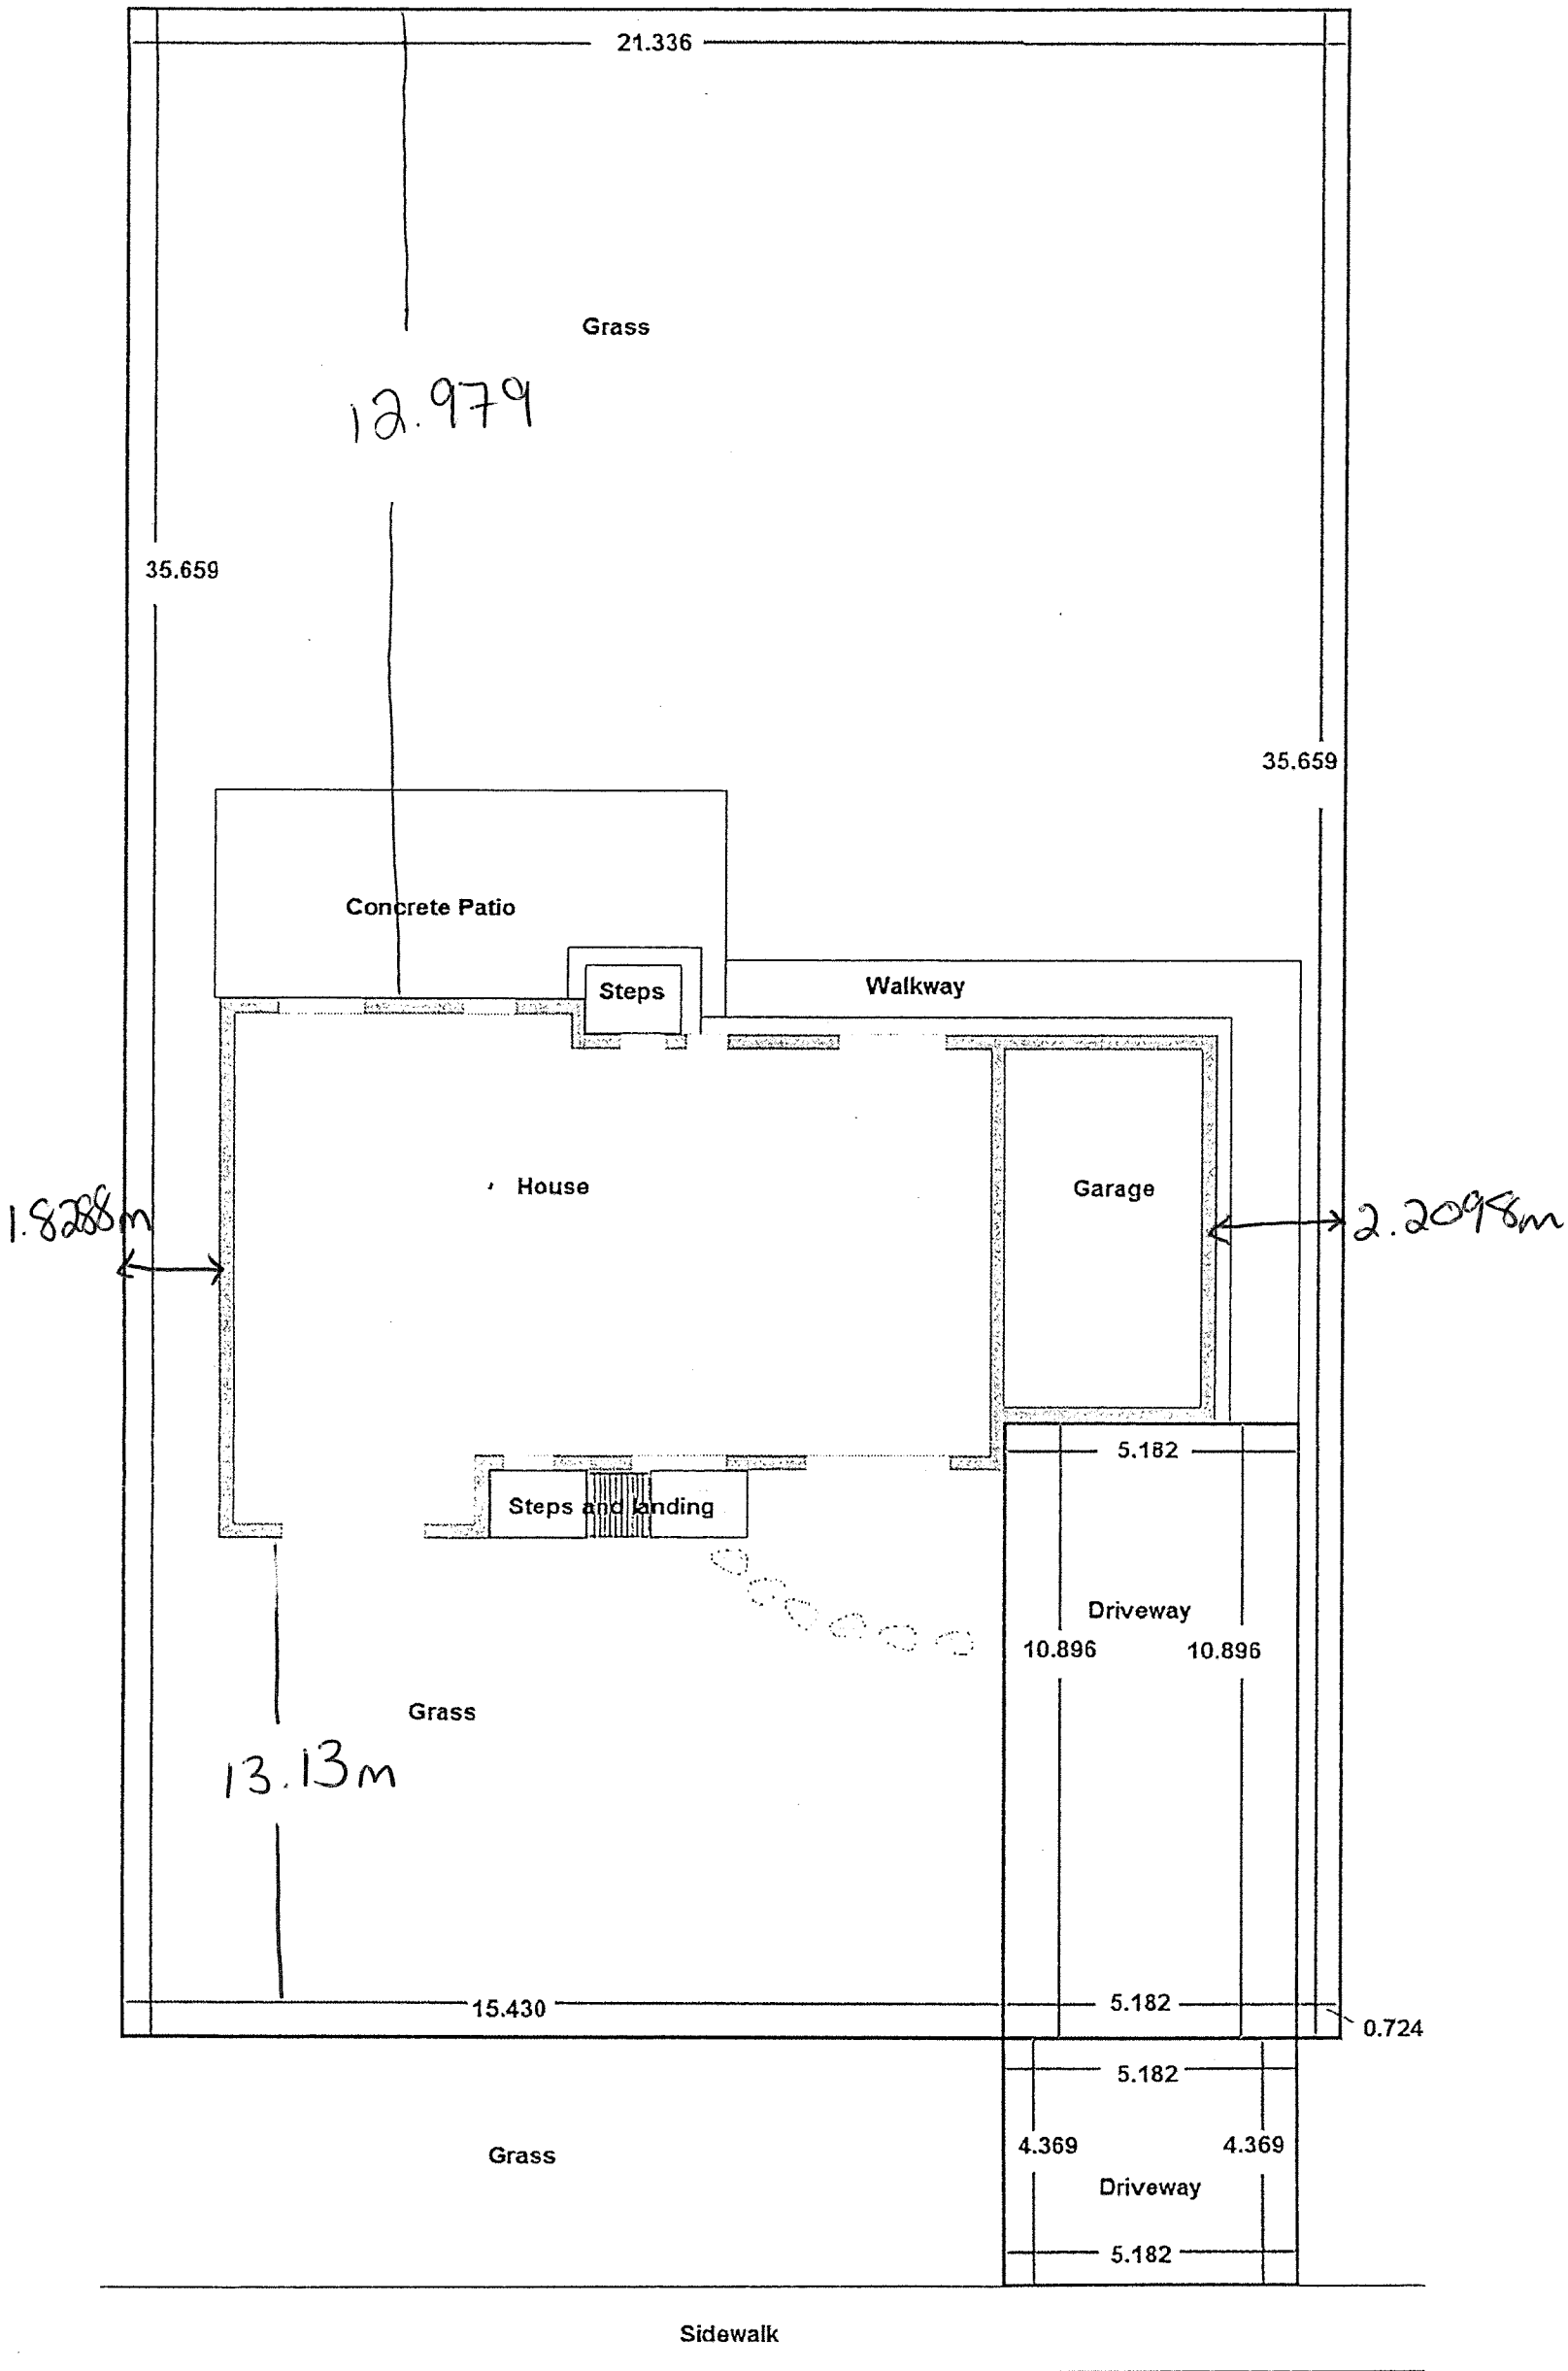 21.336
Grass
12.979
35.659
35.659
Concrete Patio
Steps
Walkway
House
Garage
1.8288m
2.2098m
5.182
Steps and landing
Driveway
10.896 10.896
Grass
13.13m
15.430
5.182
0.724
5.182
4.369 4.369
Grass
Driveway
5.182
Sidewalk